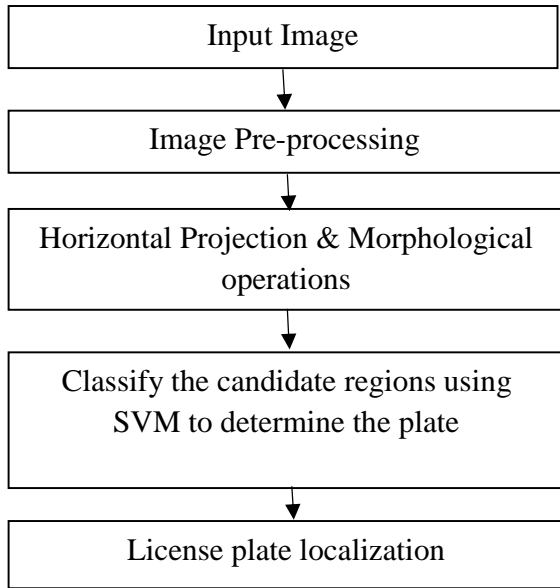 Input Image
Image Pre-processing
Horizontal Projection & Morphological
operations
Classify the candidate regions using
SVM to determine the plate
License plate localization